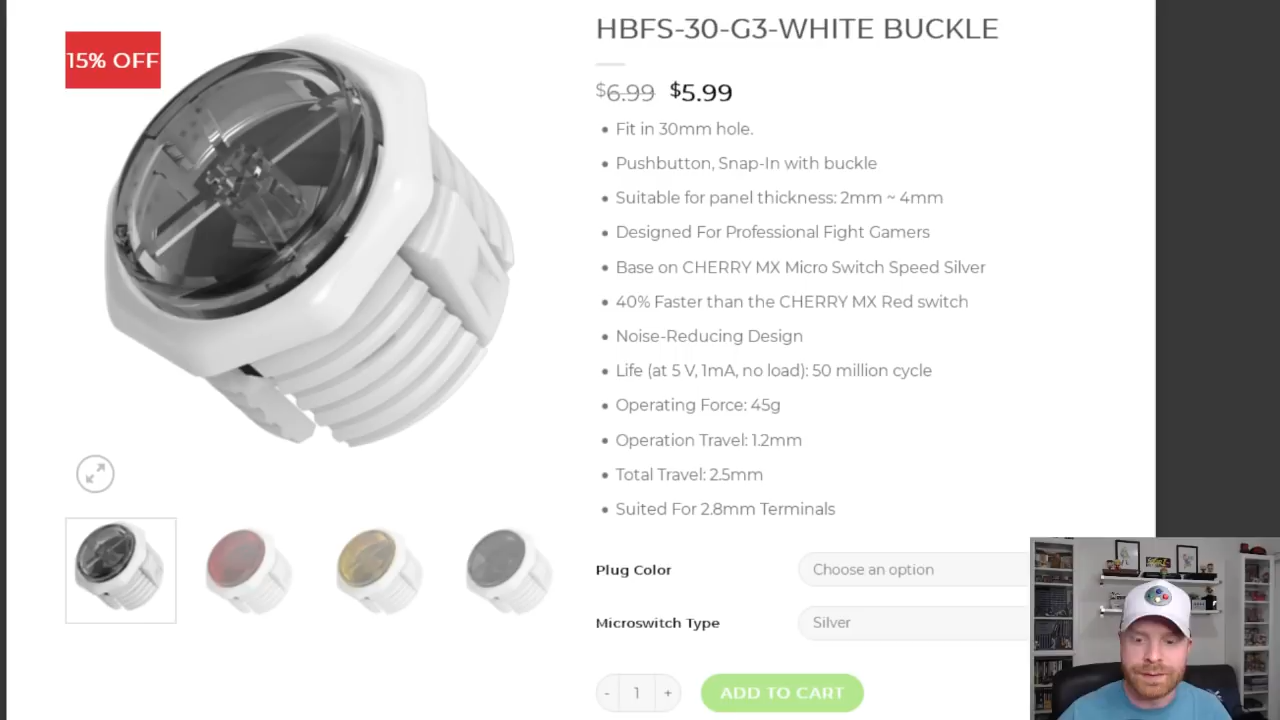 15% OFF
HBFS-30-G3-WHITE BUCKLE
$6.99 $5.99
Fit in 30mm hole.
Pushbutton, Snap-In with buckle
Suitable for panel thickness: 2mm ~ 4mm
Designed For Professional Fight Gamers
Base on CHERRY MX Micro Switch Speed Silver
40% Faster than the CHERRY MX Red switch
Noise-Reducing Design
Life (at 5 V, 1mA, no load): 50 million cycle
Operating Force: 45g
Operation Travel: 1.2mm
Total Travel: 2.5mm
Suited For 2.8mm Terminals
Plug Color Choose an option
Microswitch Type Silver
- 1 + ADD TO CART